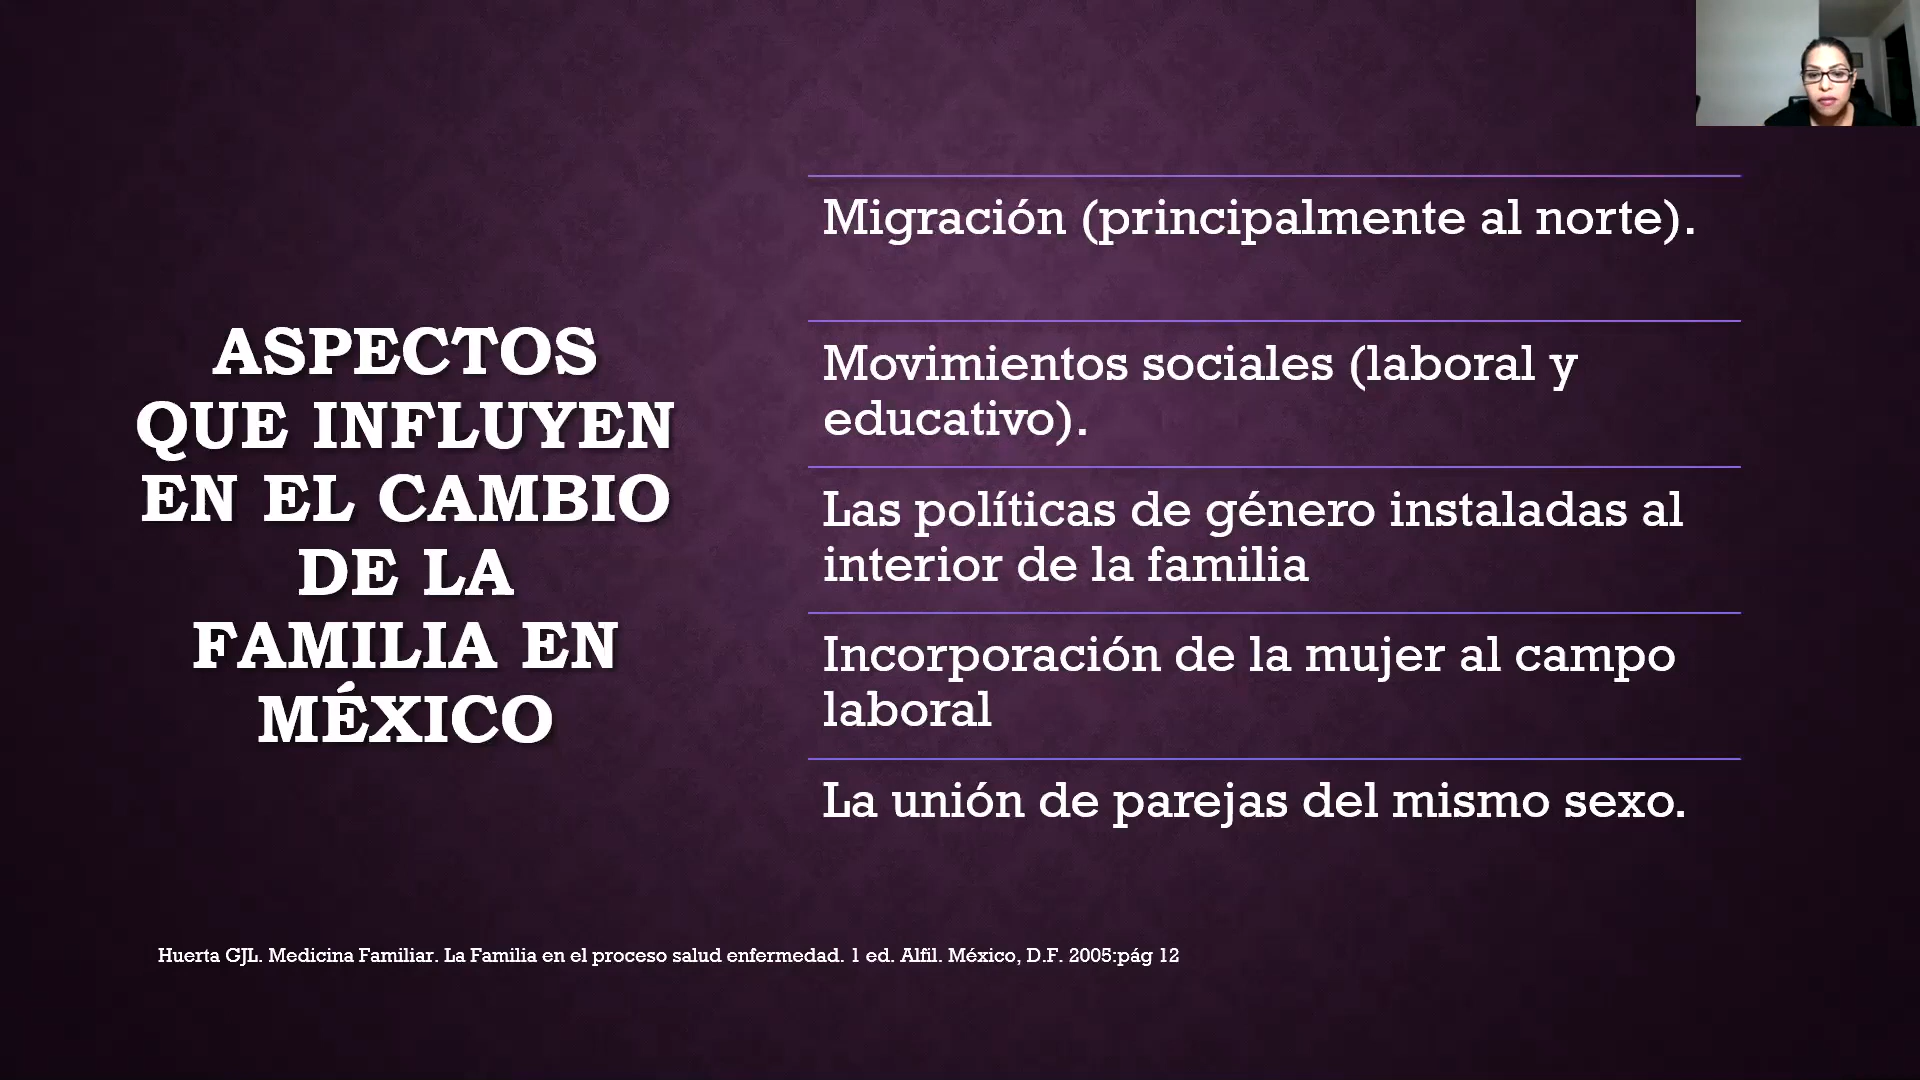 ASPECTOS
QUE INFLUYEN
EN EL CAMBIO
DE LA
FAMILIA EN
MÉXICO
Migración (principalmente al norte).
Movimientos sociales (laboral y
educativo).
Las políticas de género instaladas al
interior de la familia
Incorporación de la mujer al campo
laboral
La unión de parejas del mismo sexo.
Huerta GJL. Medicina Familiar. La Familia en el proceso salud enfermedad. 1 ed. Alfil. México, D.F. 2005:pág 12